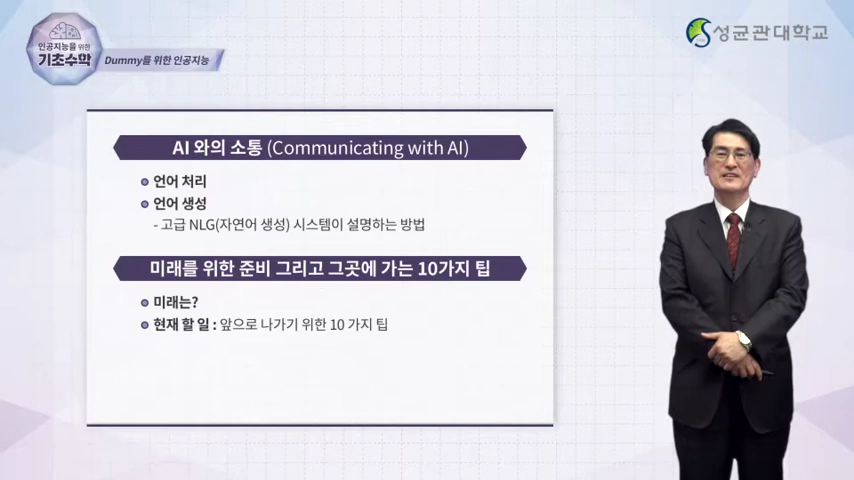 인공지능을 위한
기초수학
Dummy를 위한 인공지능
성균관대학교
AI 와의 소통 (Communicating with AI)
언어 처리
언어 생성
- 고급 NLG(자연어 생성) 시스템이 설명하는 방법
미래를 위한 준비 그리고 그곳에 가는 10가지 팁
미래는?
현재 할 일 : 앞으로 나가기 위한 10 가지 팁